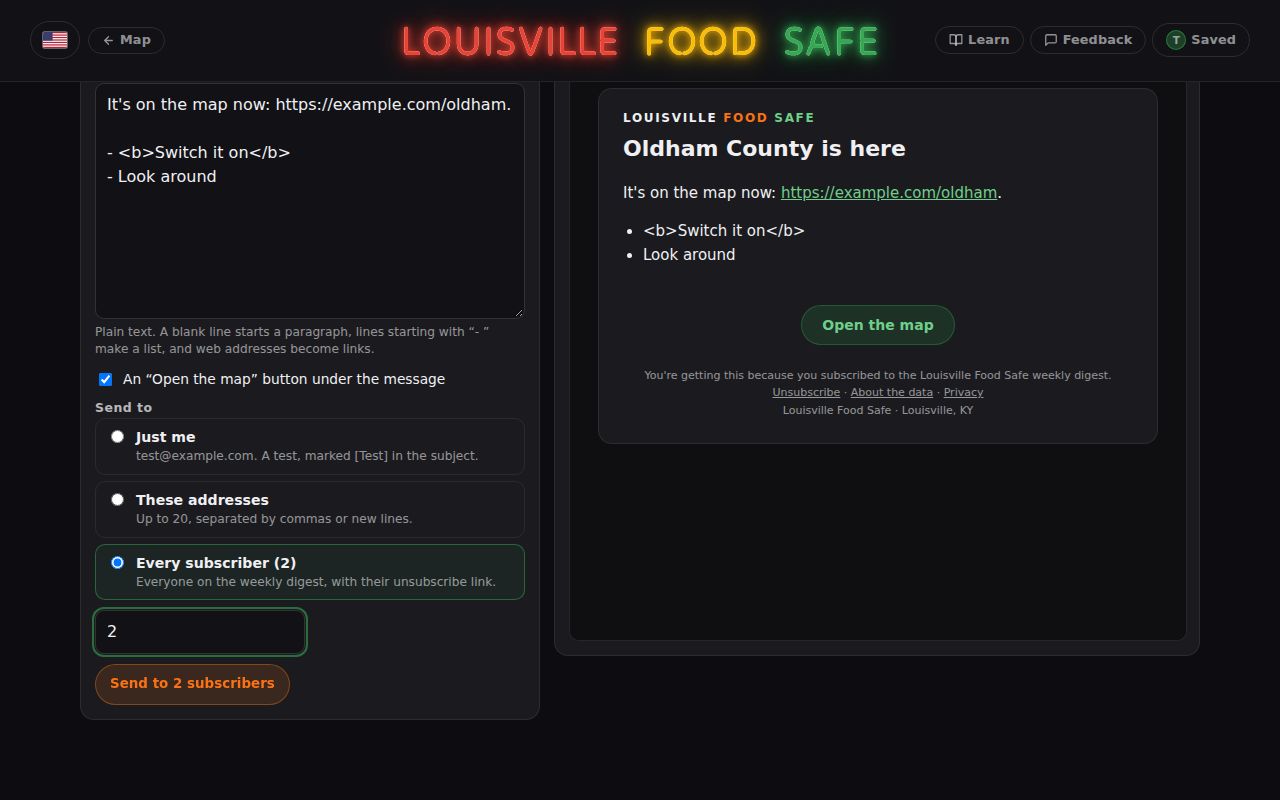 ← Map
LOUISVILLE FOOD SAFE
Learn
Feedback
T Saved
It's on the map now: https://example.com/oldham.
- <b>Switch it on</b>
- Look around
Plain text. A blank line starts a paragraph, lines starting with “- ”
make a list, and web addresses become links.
An “Open the map” button under the message
Send to
Just me
test@example.com. A test, marked [Test] in the subject.
These addresses
Up to 20, separated by commas or new lines.
Every subscriber (2)
Everyone on the weekly digest, with their unsubscribe link.
2
Send to 2 subscribers
LOUISVILLE FOOD SAFE
Oldham County is here
It's on the map now: https://example.com/oldham.
• <b>Switch it on</b>
• Look around
Open the map
You're getting this because you subscribed to the Louisville Food Safe weekly digest.
Unsubscribe · About the data · Privacy
Louisville Food Safe · Louisville, KY